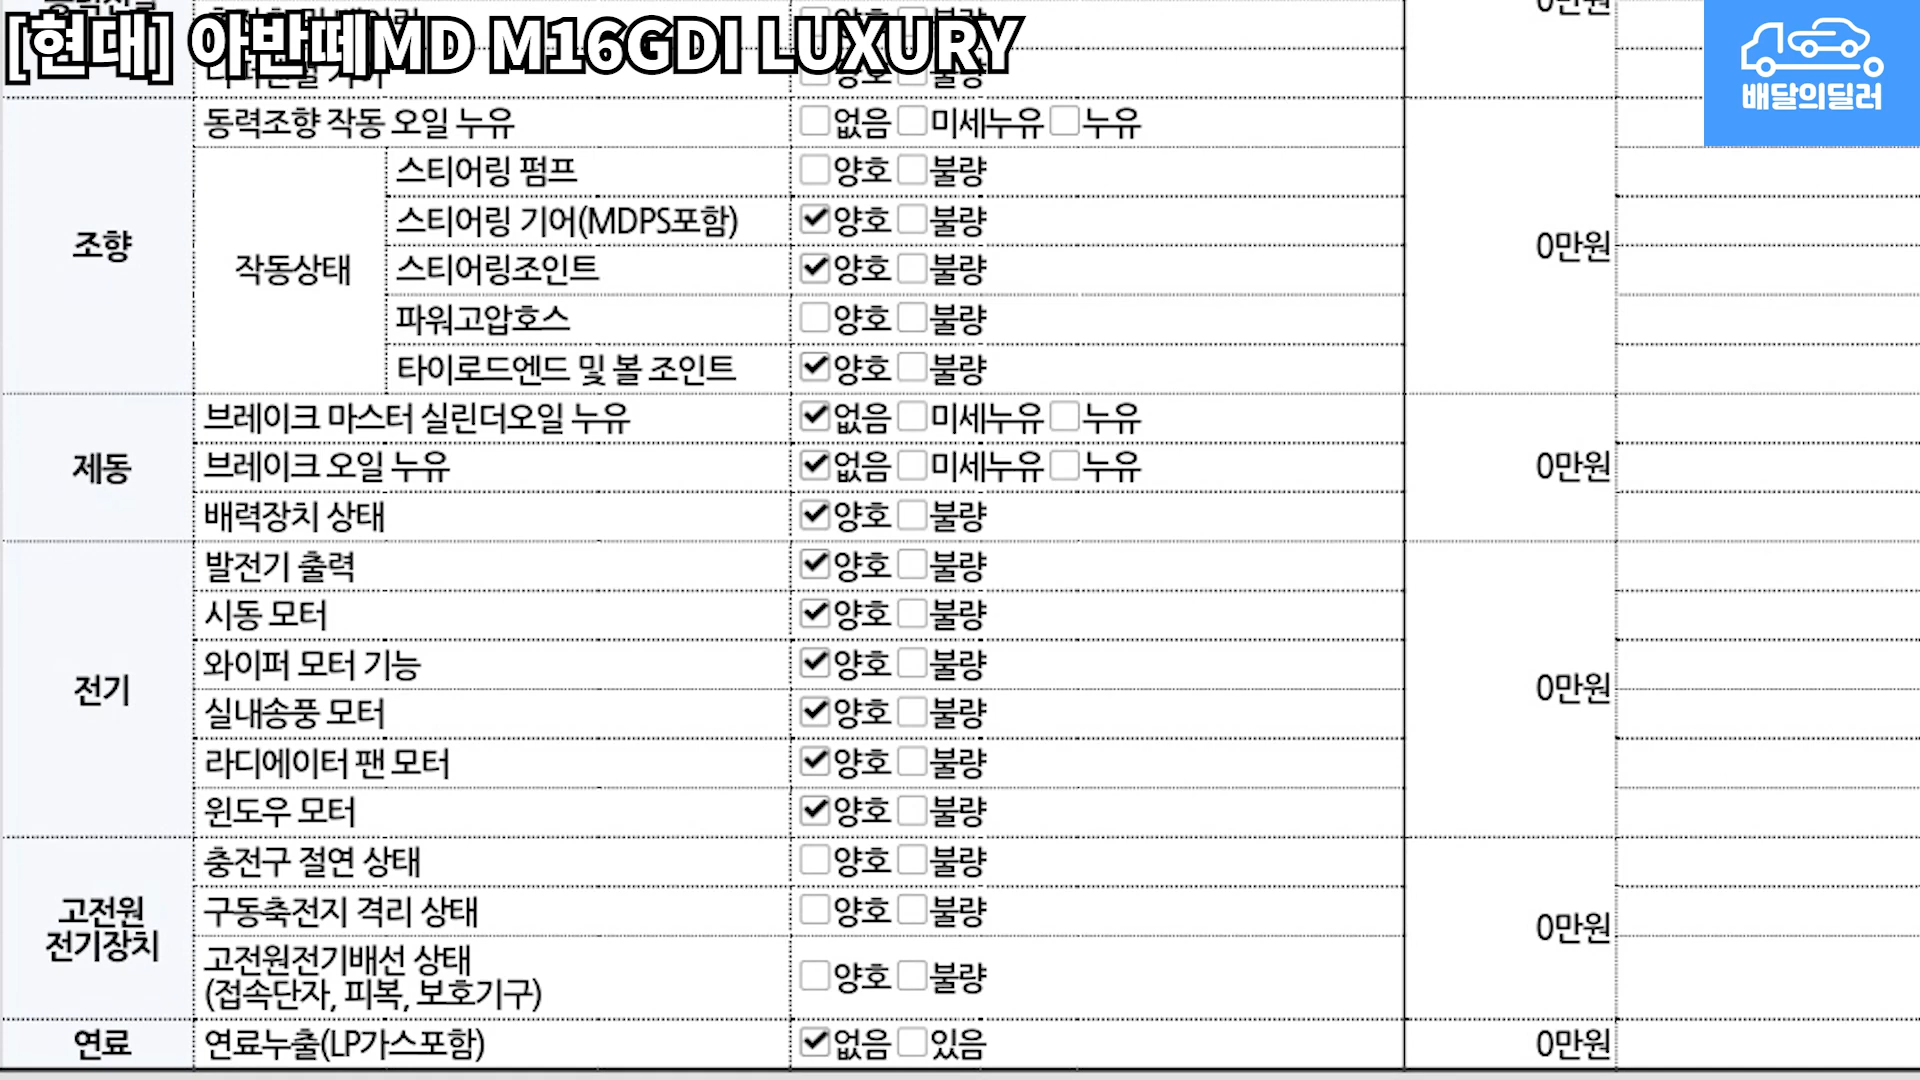 [현대] 아반떼MD M16GDI LUXURY
배달의딜러
0만원
양호 불량
양호 불량
조향
동력조향 작동 오일 누유 없음 미세누유 누유
작동상태
스티어링 펌프 양호 불량
스티어링 기어(MDPS포함) 양호 불량
스티어링조인트 양호 불량
파워고압호스 양호 불량
타이로드엔드 및 볼 조인트 양호 불량
0만원
제동
브레이크 마스터 실린더오일 누유 없음 미세누유 누유
브레이크 오일 누유 없음 미세누유 누유
배력장치 상태 양호 불량
0만원
전기
발전기 출력 양호 불량
시동 모터 양호 불량
와이퍼 모터 기능 양호 불량
실내송풍 모터 양호 불량
라디에이터 팬 모터 양호 불량
윈도우 모터 양호 불량
0만원
고전원
전기장치
충전구 절연 상태 양호 불량
구동축전지 격리 상태 양호 불량
고전원전기배선 상태
(접속단자, 피복, 보호기구) 양호 불량
0만원
연료
연료누출(LP가스포함) 없음 있음
0만원